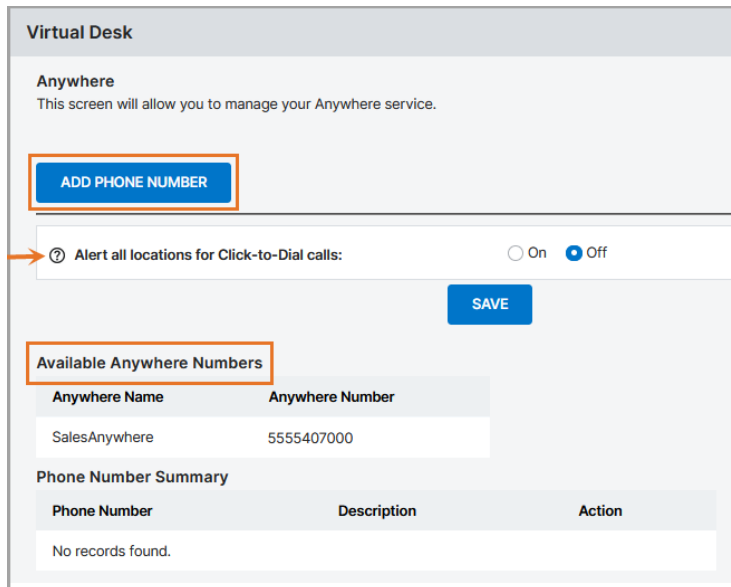 Virtual Desk
Anywhere
This screen will allow you to manage your Anywhere service.
ADD PHONE NUMBER
? Alert all locations for Click-to-Dial calls: On Off
SAVE
Available Anywhere Numbers
Anywhere Name Anywhere Number
SalesAnywhere 5555407000
Phone Number Summary
Phone Number Description Action
No records found.